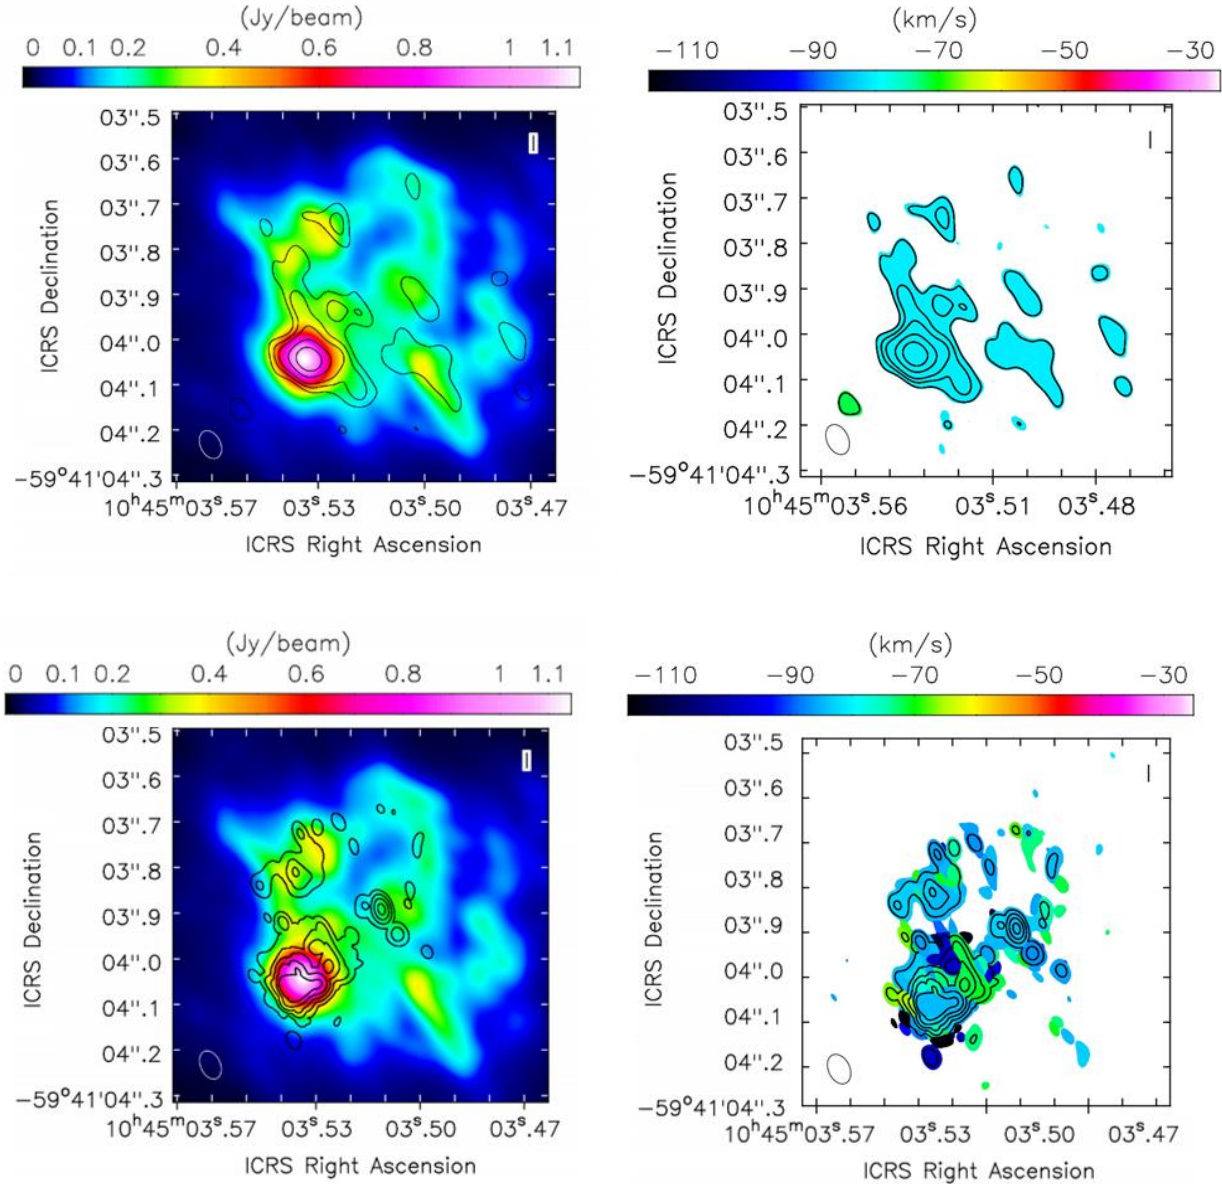 (Jy/beam)
0 0.1 0.2 0.4 0.6 0.8 1 1.1
03".5
03".6
03".7
03".8
03".9
04".0
04".1
04".2
−59°41'04".3
ICRS Declination
10ʰ45ᵐ03ˢ.57 03ˢ.53 03ˢ.50 03ˢ.47
ICRS Right Ascension
(km/s)
−110 −90 −70 −50 −30
03".5
03".6
03".7
03".8
03".9
04".0
04".1
04".2
−59°41'04".3
ICRS Declination
10ʰ45ᵐ03ˢ.56 03ˢ.51 03ˢ.48
ICRS Right Ascension
(Jy/beam)
0 0.1 0.2 0.4 0.6 0.8 1 1.1
03".5
03".6
03".7
03".8
03".9
04".0
04".1
04".2
−59°41'04".3
ICRS Declination
10ʰ45ᵐ03ˢ.57 03ˢ.53 03ˢ.50 03ˢ.47
ICRS Right Ascension
(km/s)
−110 −90 −70 −50 −30
03".5
03".6
03".7
03".8
03".9
04".0
04".1
04".2
−59°41'04".3
ICRS Declination
10ʰ45ᵐ03ˢ.57 03ˢ.53 03ˢ.50 03ˢ.47
ICRS Right Ascension